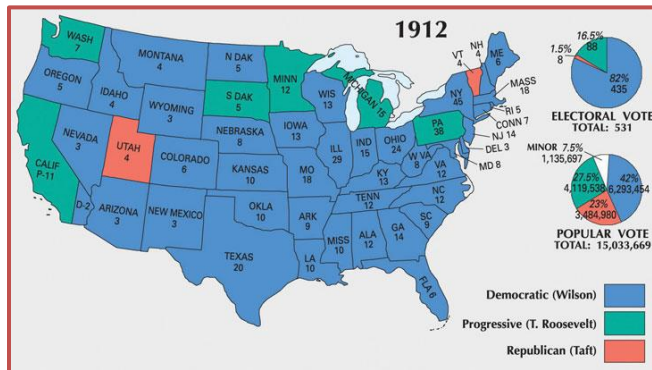 1912
WASH
7
OREGON
5
CALIF
P-11
D-2
NEVADA
3
IDAHO
4
MONTANA
4
WYOMING
3
UTAH
4
ARIZONA
3
COLORADO
6
NEW MEXICO
3
N DAK
5
S DAK
5
NEBRASKA
8
KANSAS
10
OKLA
10
TEXAS
20
MINN
12
IOWA
13
MO
18
ARK
9
LA
10
WIS
13
ILL
29
MICHIGAN 15
IND
15
OHIO
24
KY
13
TENN
12
MISS
10
ALA
12
GA
14
FLA 6
SC
9
NC
12
VA
12
W VA
8
PA
38
NY
45
VT
4
NH
4
ME
6
MASS
18
RI 5
CONN 7
NJ 14
DEL 3
MD 8
16.5%
88
1.5%
8
82%
435
ELECTORAL VOTE
TOTAL: 531
MINOR 7.5%
1,135,697
27.5%
4,119,538
42%
6,293,454
23%
3,484,980
POPULAR VOTE
TOTAL: 15,033,669
Democratic (Wilson)
Progressive (T. Roosevelt)
Republican (Taft)